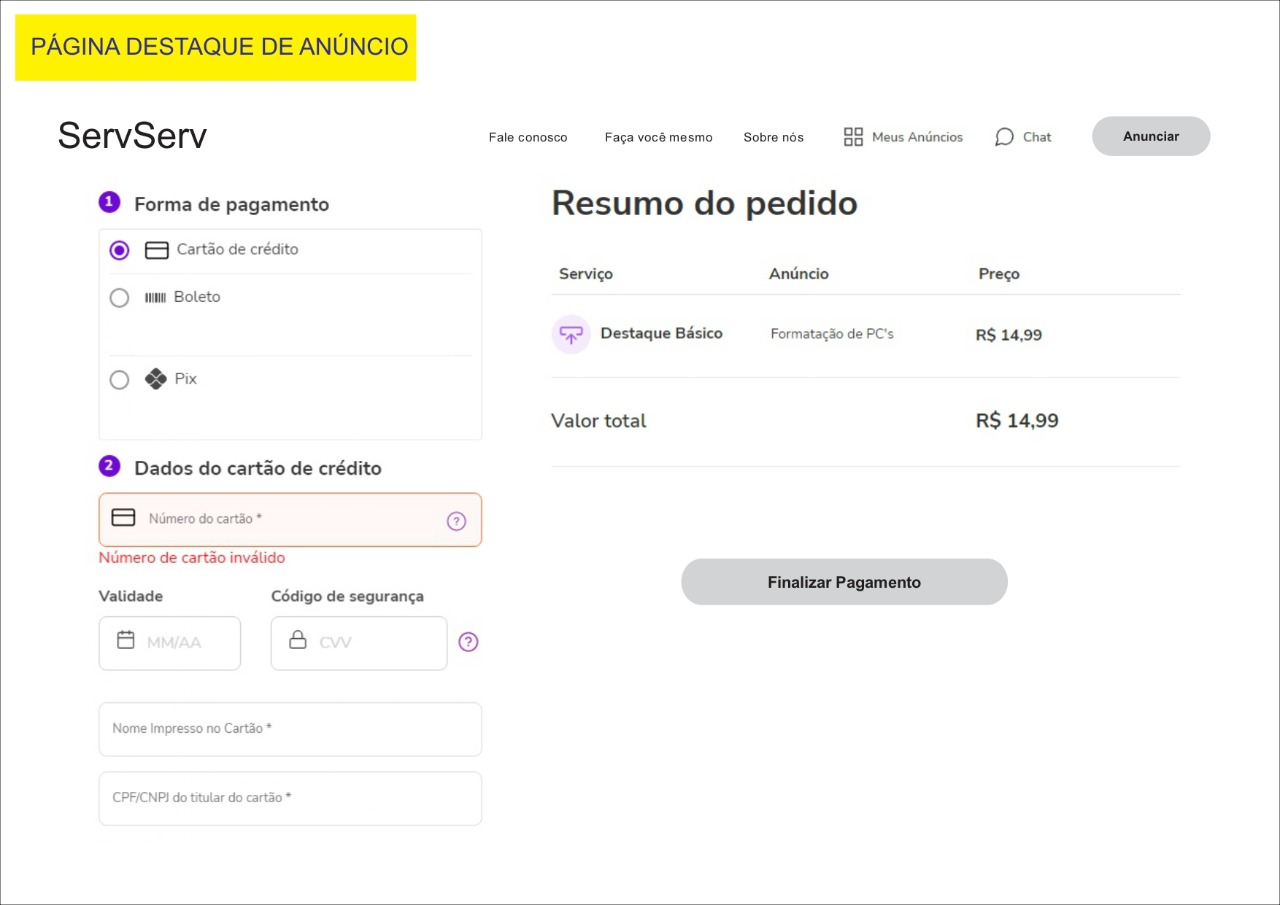 PÁGINA DESTAQUE DE ANÚNCIO
ServServ
Fale conosco
Faça você mesmo
Sobre nós
Meus Anúncios
Chat
Anunciar
1 Forma de pagamento
Cartão de crédito
Boleto
Pix
2 Dados do cartão de crédito
Número do cartão * ?
Número de cartão inválido
Validade Código de segurança
MM/AA CVV ?
Nome Impresso no Cartão *
CPF/CNPJ do titular do cartão *
Resumo do pedido
Serviço Anúncio Preço
Destaque Básico Formatação de PC's R$ 14,99
Valor total R$ 14,99
Finalizar Pagamento